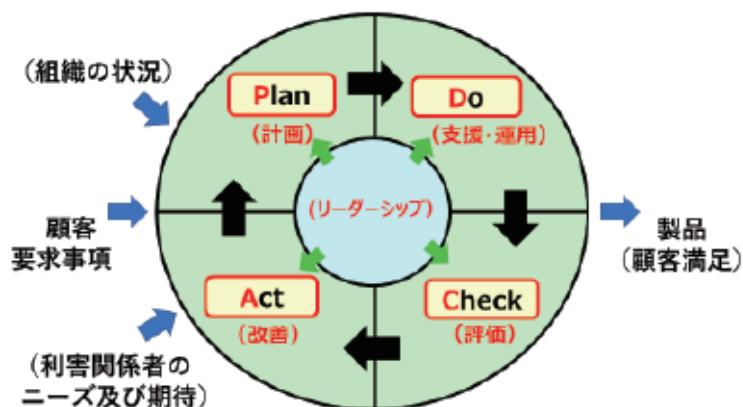 (組織の状況)
Plan
(計画)
Do
(支援・運用)
(リーダーシップ)
顧客
要求事項
製品
(顧客満足)
Act
(改善)
Check
(評価)
(利害関係者の
ニーズ及び期待)